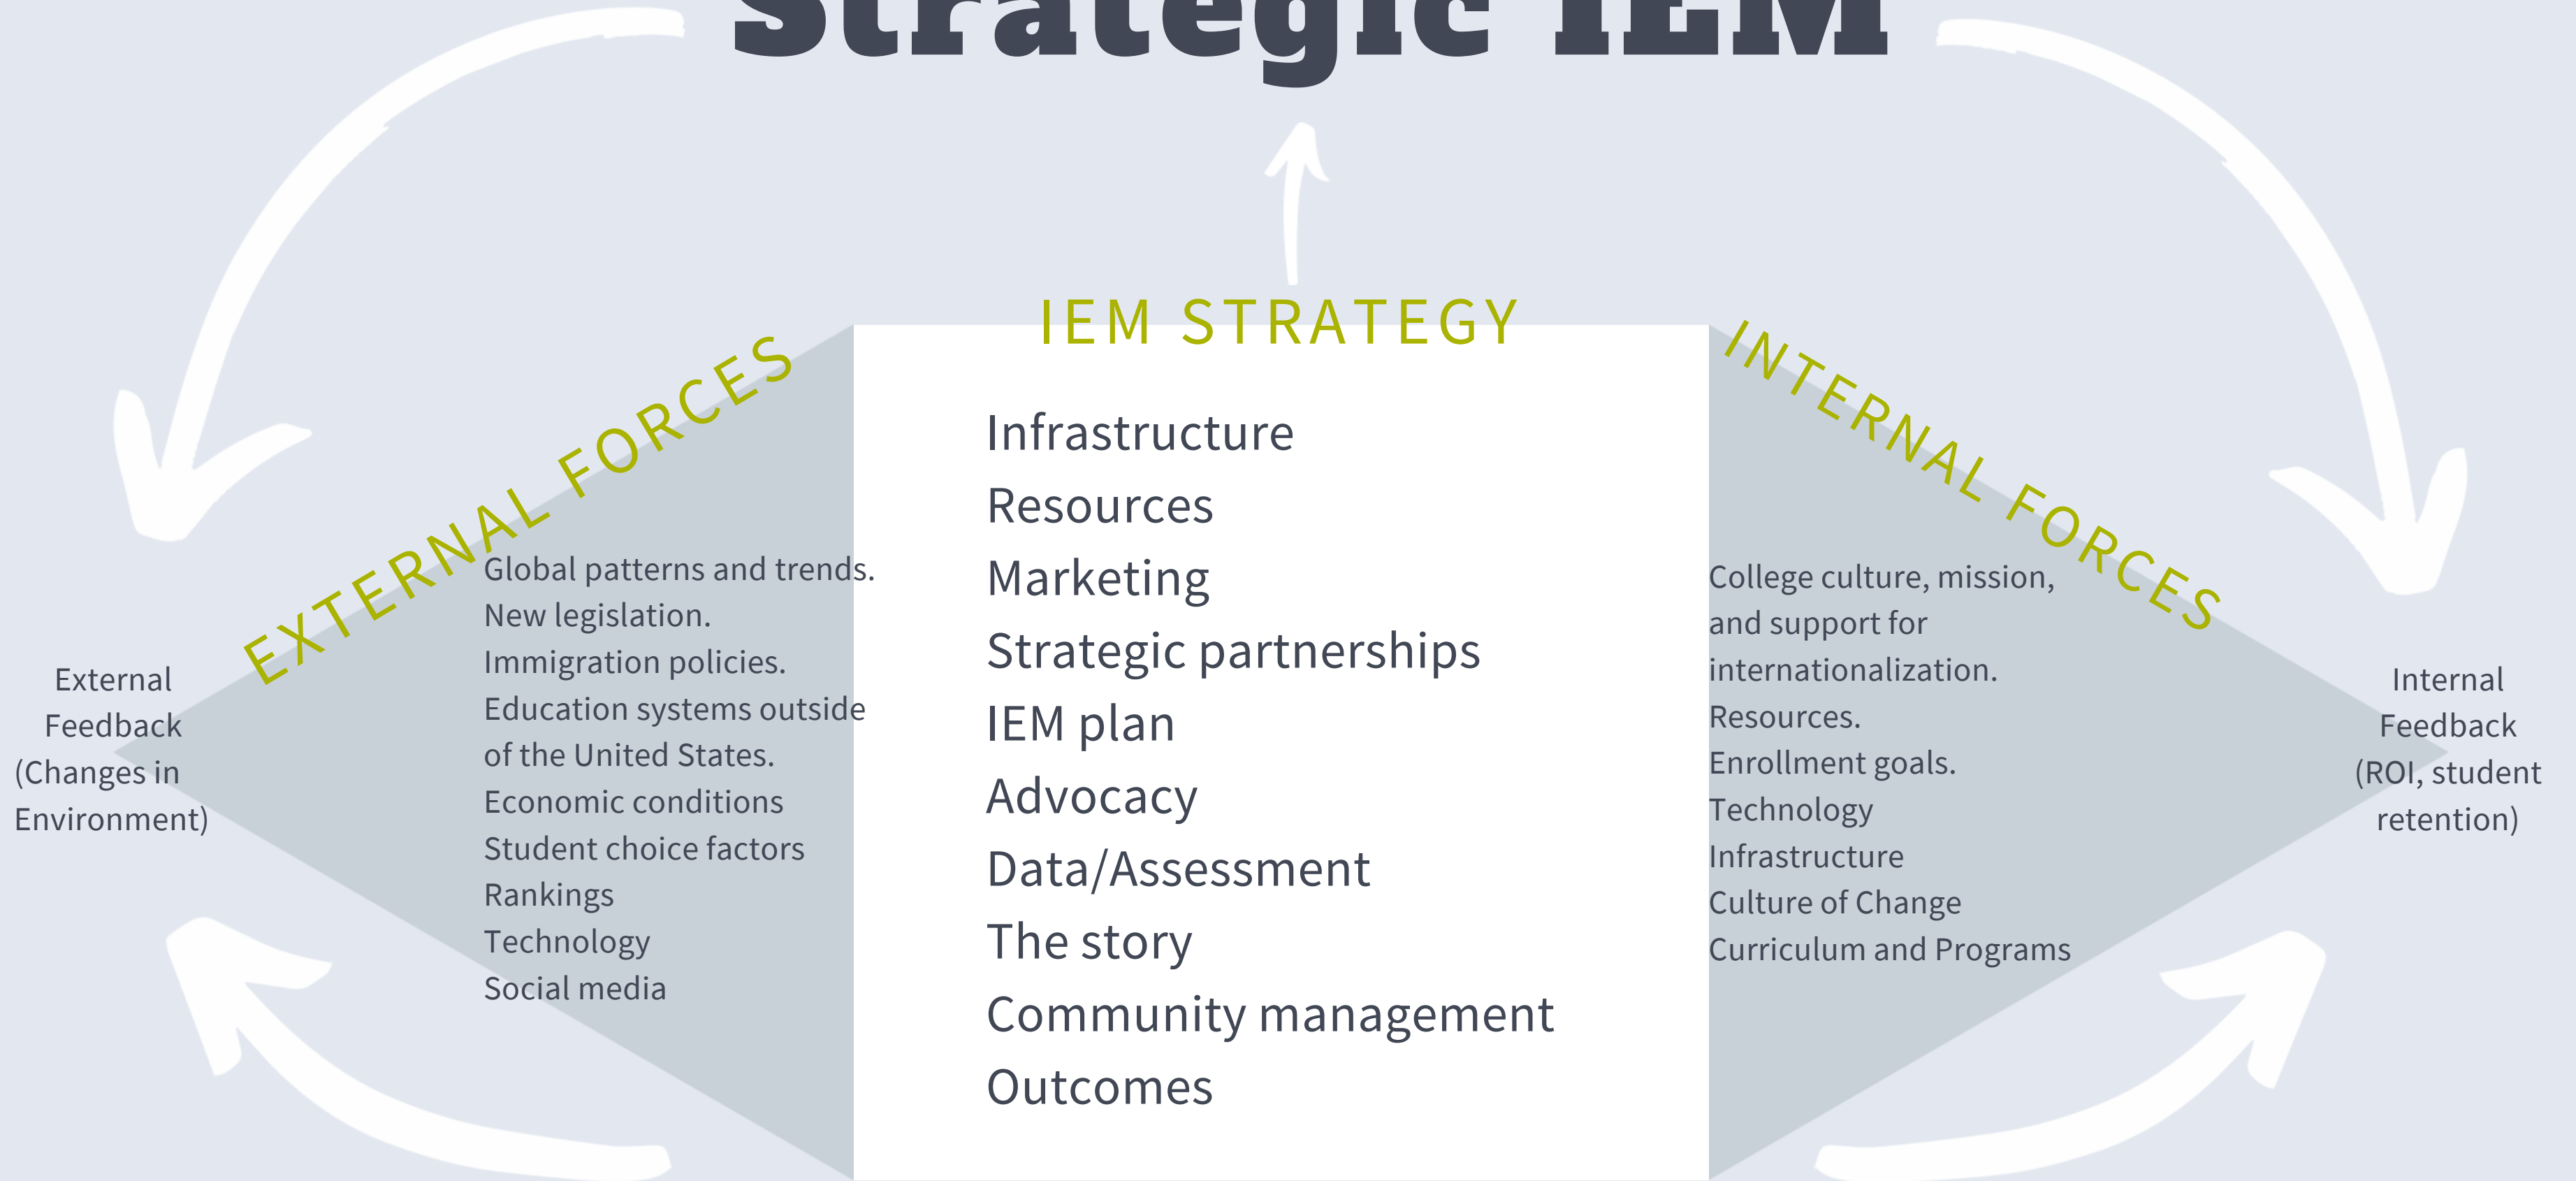 Strategic IEM
IEM STRATEGY
EXTERNAL FORCES
INTERNAL FORCES
External
Feedback
(Changes in
Environment)
Global patterns and trends.
New legislation.
Immigration policies.
Education systems outside
of the United States.
Economic conditions
Student choice factors
Rankings
Technology
Social media
Infrastructure
Resources
Marketing
Strategic partnerships
IEM plan
Advocacy
Data/Assessment
The story
Community management
Outcomes
College culture, mission,
and support for
internationalization.
Resources.
Enrollment goals.
Technology
Infrastructure
Culture of Change
Curriculum and Programs
Internal
Feedback
(ROI, student
retention)